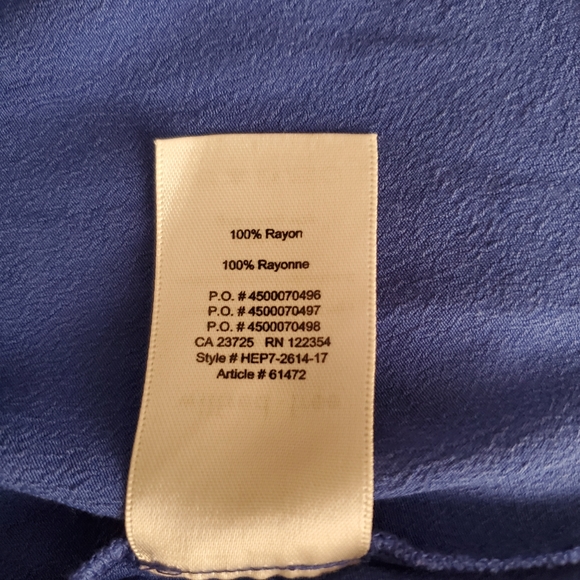 100% Rayon
100% Rayonne
P.O. # 4500070496
P.O. # 4500070497
P.O. # 4500070498
CA 23725 RN 122354
Style # HEP7-2614-17
Article # 61472